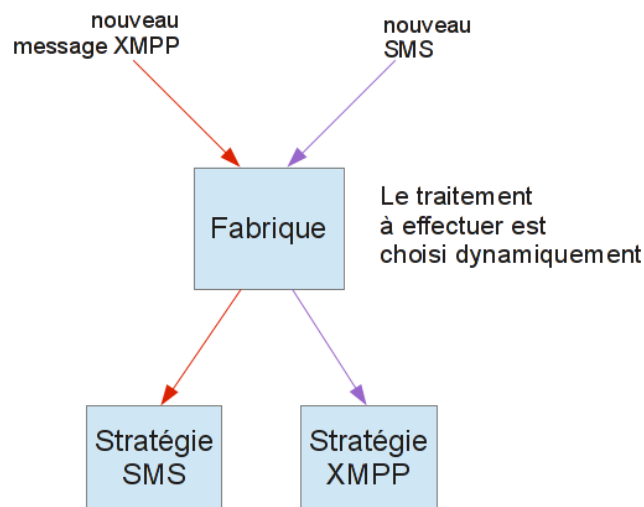 nouveau
message XMPP
nouveau
SMS
Fabrique
Le traitement
à effectuer est
choisi dynamiquement
Stratégie
SMS
Stratégie
XMPP